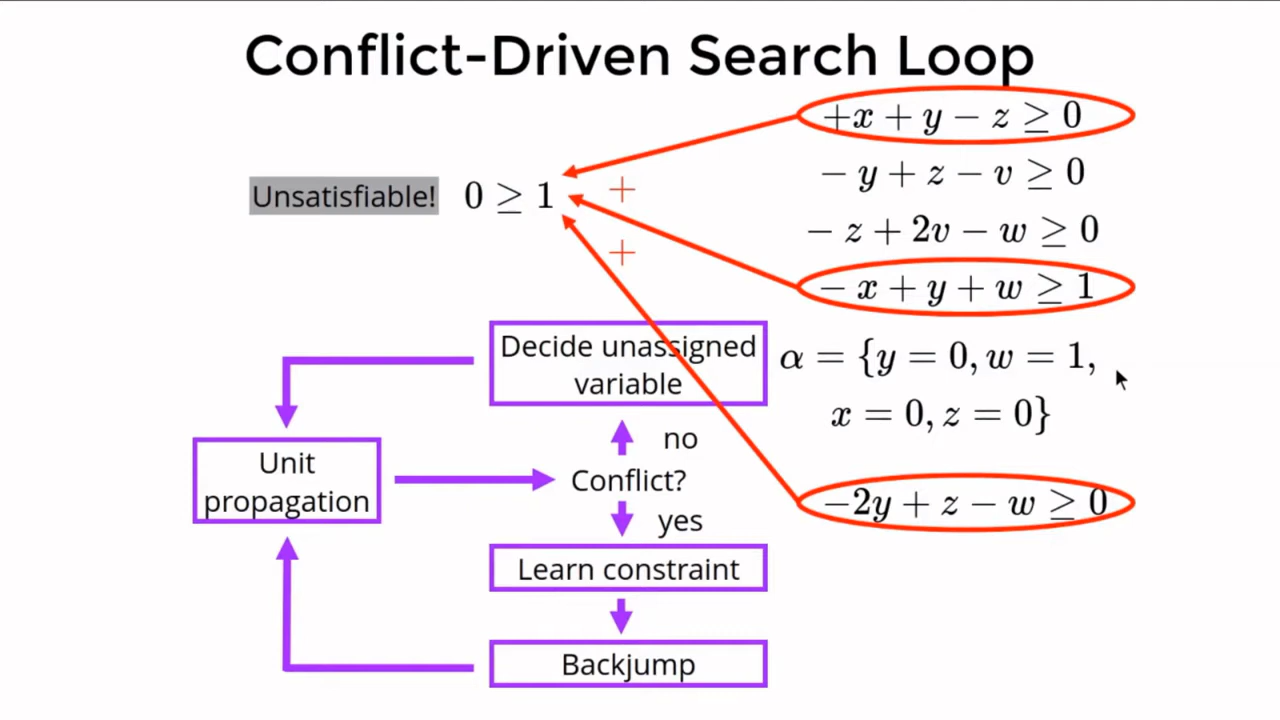 Conflict-Driven Search Loop
+x + y − z ≥ 0
− y + z − v ≥ 0
− z + 2v − w ≥ 0
− x + y + w ≥ 1
Unsatisfiable! 0 ≥ 1
+
+
α = {y = 0, w = 1,
x = 0, z = 0}
−2y + z − w ≥ 0
Decide unassigned
variable
no
Conflict?
yes
Unit
propagation
Learn constraint
Backjump